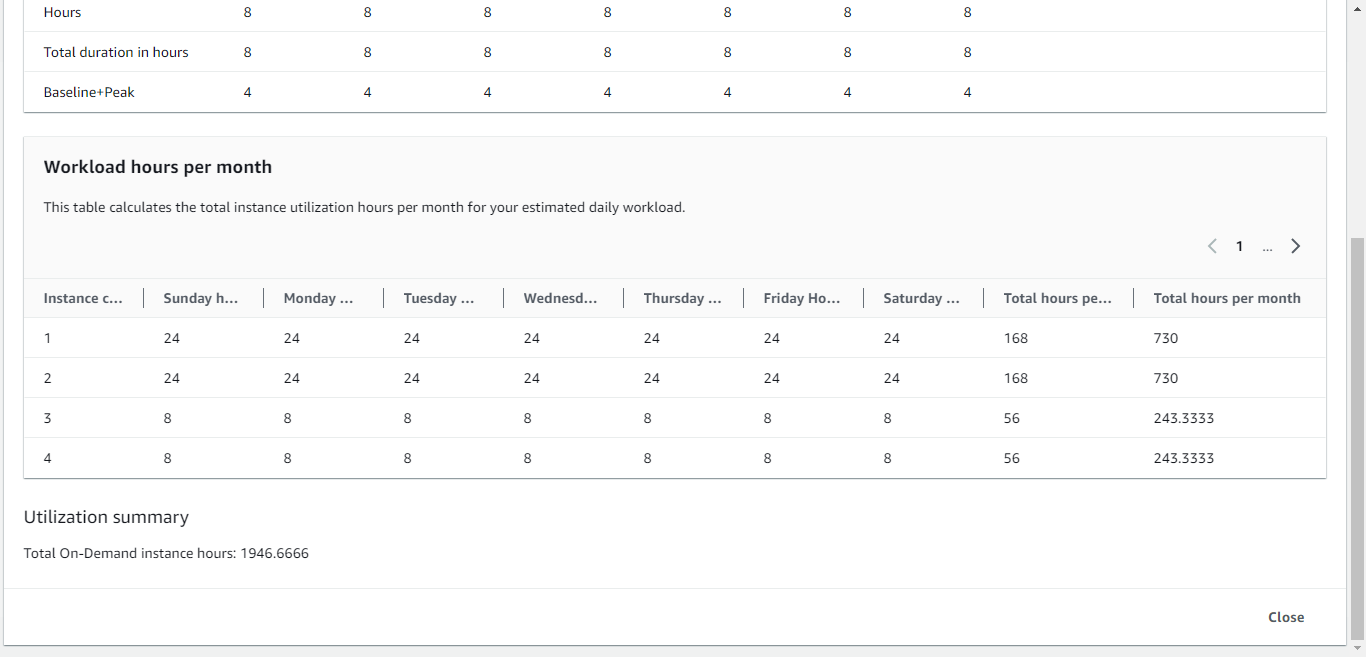 Hours 8 8 8 8 8 8 8
Total duration in hours 8 8 8 8 8 8 8
Baseline+Peak 4 4 4 4 4 4 4
Workload hours per month
This table calculates the total instance utilization hours per month for your estimated daily workload.
1 ...
Instance c... Sunday h... Monday ... Tuesday ... Wednesd... Thursday ... Friday Ho... Saturday ... Total hours pe... Total hours per month
1 24 24 24 24 24 24 24 168 730
2 24 24 24 24 24 24 24 168 730
3 8 8 8 8 8 8 8 56 243.3333
4 8 8 8 8 8 8 8 56 243.3333
Utilization summary
Total On-Demand instance hours: 1946.6666
Close